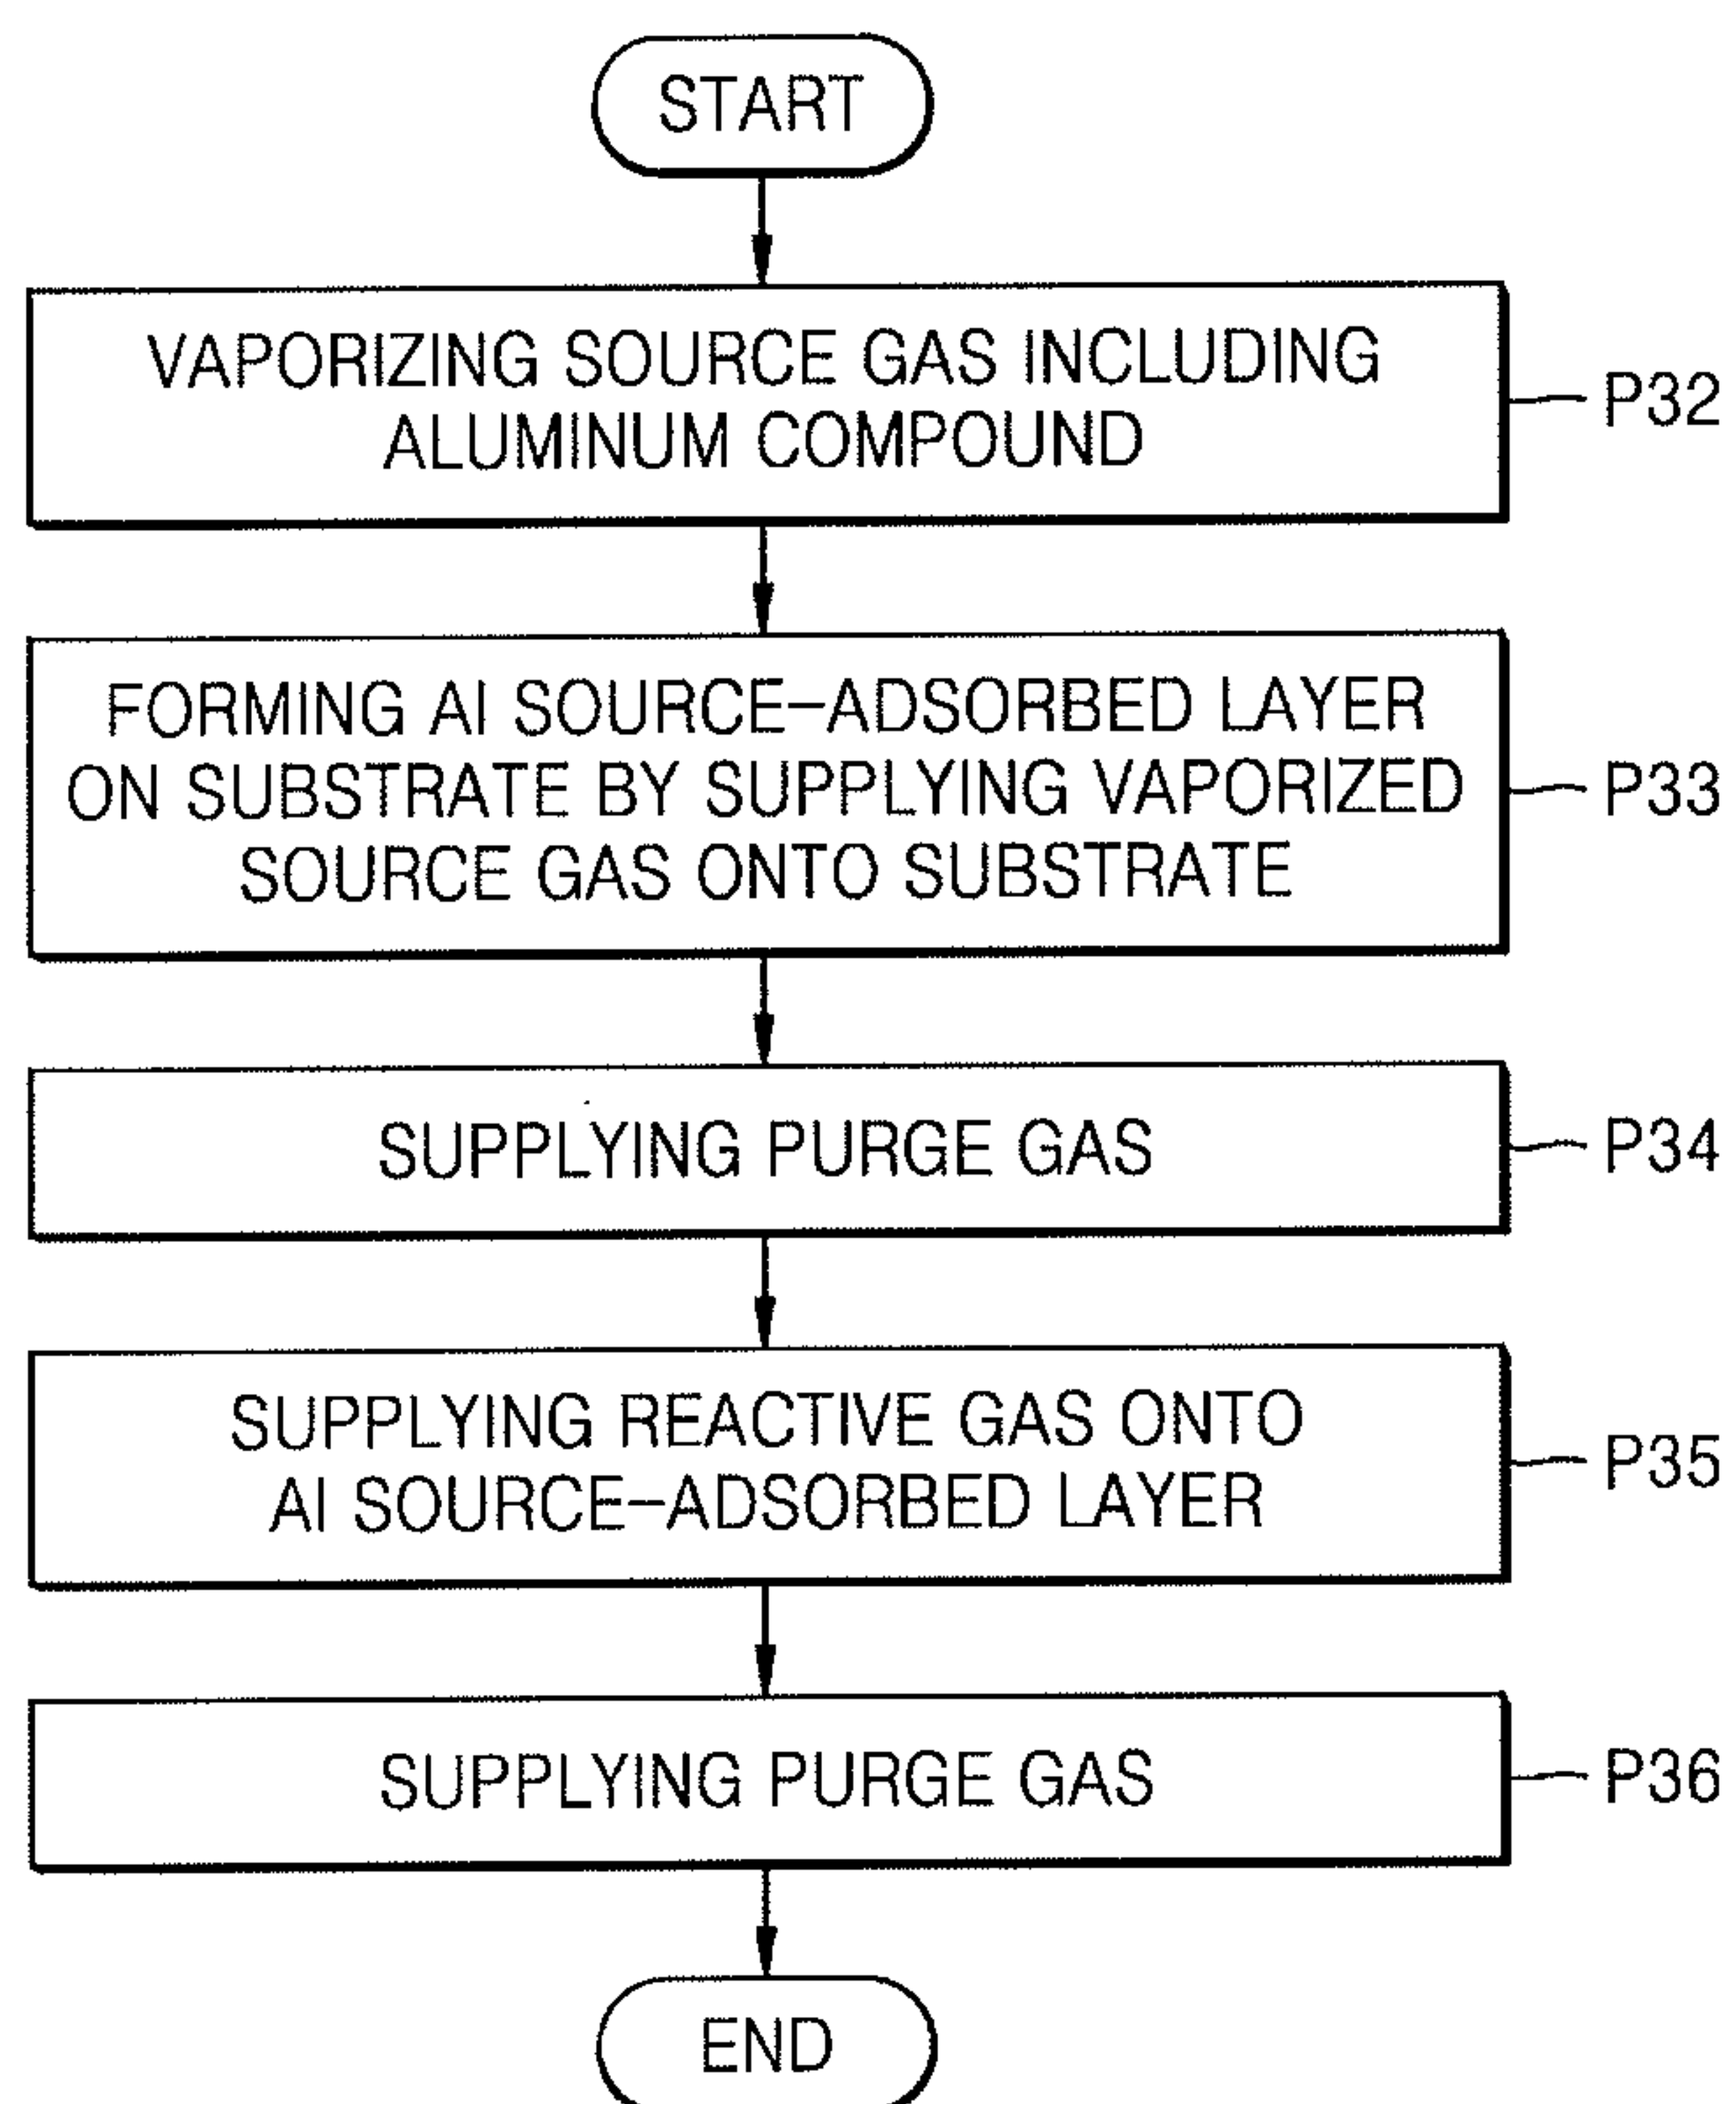 START
VAPORIZING SOURCE GAS INCLUDING
ALUMINUM COMPOUND
P32
FORMING Al SOURCE-ADSORBED LAYER
ON SUBSTRATE BY SUPPLYING VAPORIZED
SOURCE GAS ONTO SUBSTRATE
P33
SUPPLYING PURGE GAS
P34
SUPPLYING REACTIVE GAS ONTO
Al SOURCE-ADSORBED LAYER
P35
SUPPLYING PURGE GAS
P36
END